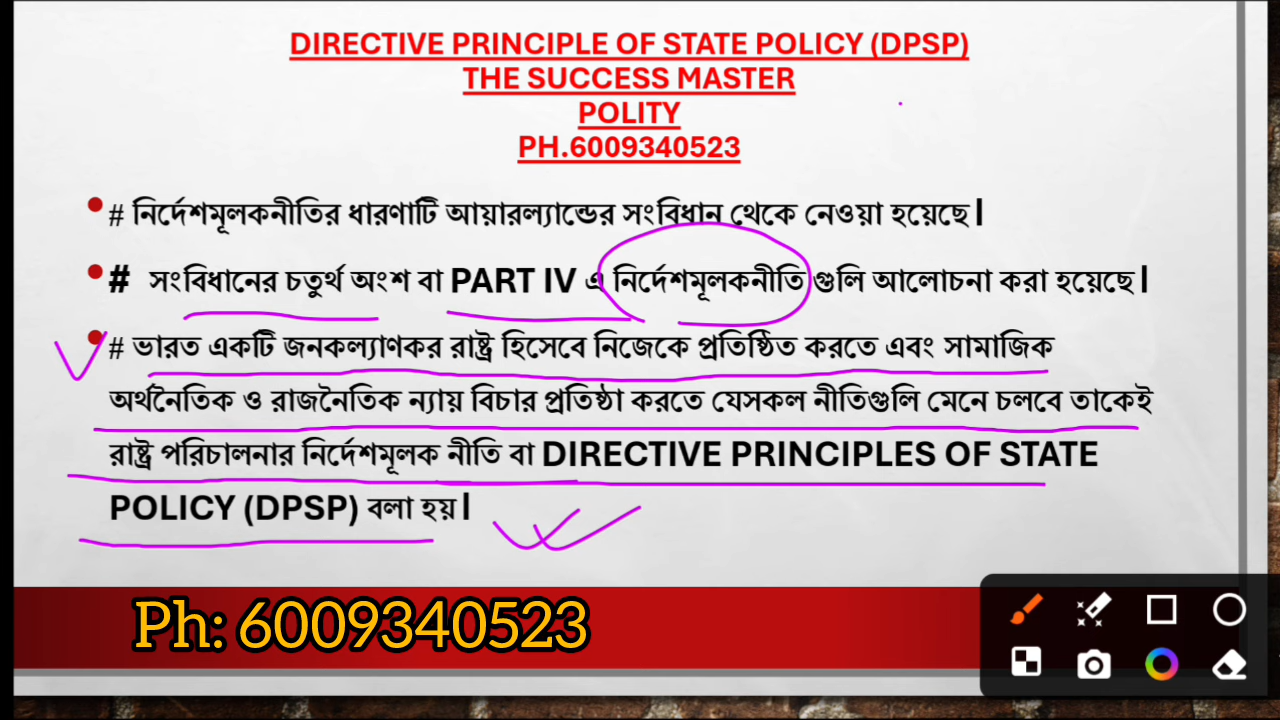 DIRECTIVE PRINCIPLE OF STATE POLICY (DPSP)
THE SUCCESS MASTER
POLITY
PH.6009340523
# নির্দেশমূলকনীতির ধারণাটি আয়ারল্যান্ডের সংবিধান থেকে নেওয়া হয়েছে।
# সংবিধানের চতুর্থ অংশ বা PART IV এ নির্দেশমূলকনীতি গুলি আলোচনা করা হয়েছে।
# ভারত একটি জনকল্যাণকর রাষ্ট্র হিসেবে নিজেকে প্রতিষ্ঠিত করতে এবং সামাজিক
অর্থনৈতিক ও রাজনৈতিক ন্যায় বিচার প্রতিষ্ঠা করতে যেসকল নীতিগুলি মেনে চলবে তাকেই
রাষ্ট্র পরিচালনার নির্দেশমূলক নীতি বা DIRECTIVE PRINCIPLES OF STATE
POLICY (DPSP) বলা হয়।
Ph: 6009340523